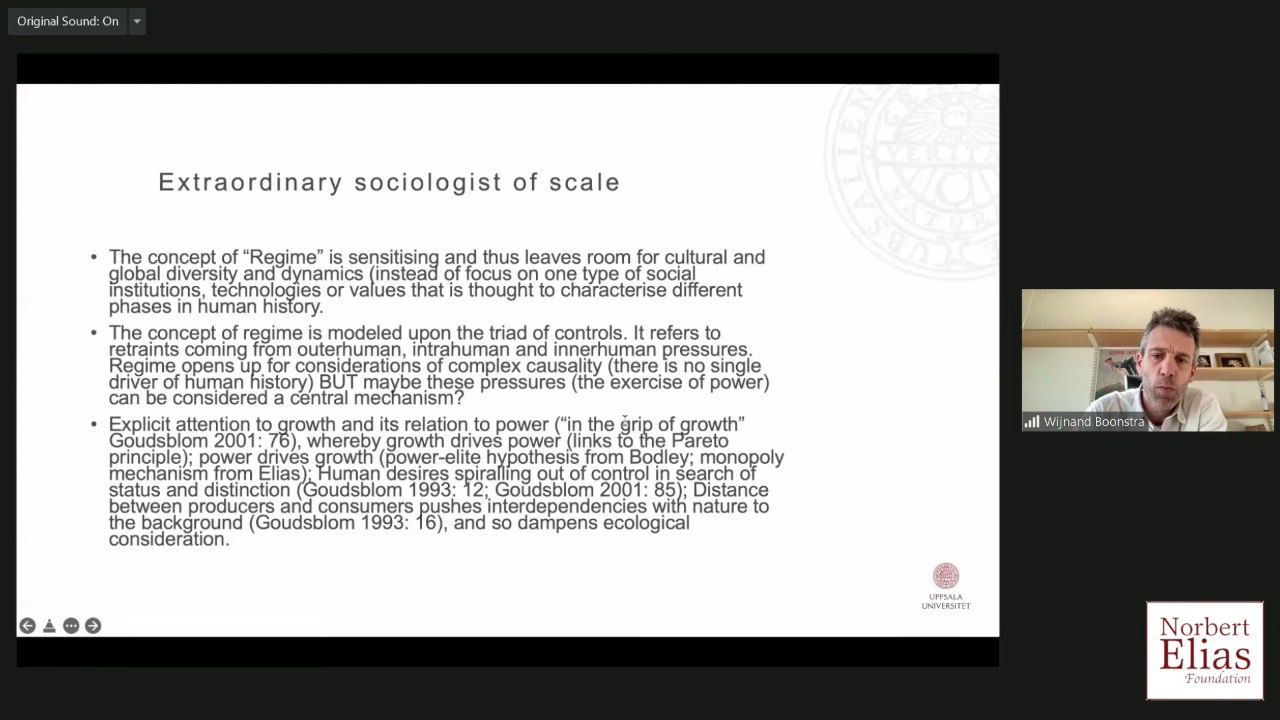 Original Sound: On
Extraordinary sociologist of scale
• The concept of “Regime” is sensitising and thus leaves room for cultural and
global diversity and dynamics (instead of focus on one type of social
institutions, technologies or values that is thought to characterise different
phases in human history.
• The concept of regime is modeled upon the triad of controls. It refers to
retraints coming from outerhuman, intrahuman and innerhuman pressures.
Regime opens up for considerations of complex causality (there is no single
driver of human history) BUT maybe these pressures (the exercise of power)
can be considered a central mechanism?
• Explicit attention to growth and its relation to power (“in the grip of growth”
Goudsblom 2001: 76), whereby growth drives power (links to the Pareto
principle); power drives growth (power-elite hypothesis from Bodley; monopoly
mechanism from Elias); Human desires spiralling out of control in search of
status and distinction (Goudsblom 1993: 12; Goudsblom 2001: 85); Distance
between producers and consumers pushes interdependencies with nature to
the background (Goudsblom 1993: 16), and so dampens ecological
consideration.
UPPSALA
UNIVERSITET
Wijnand Boonstra
Norbert
Elias
Foundation